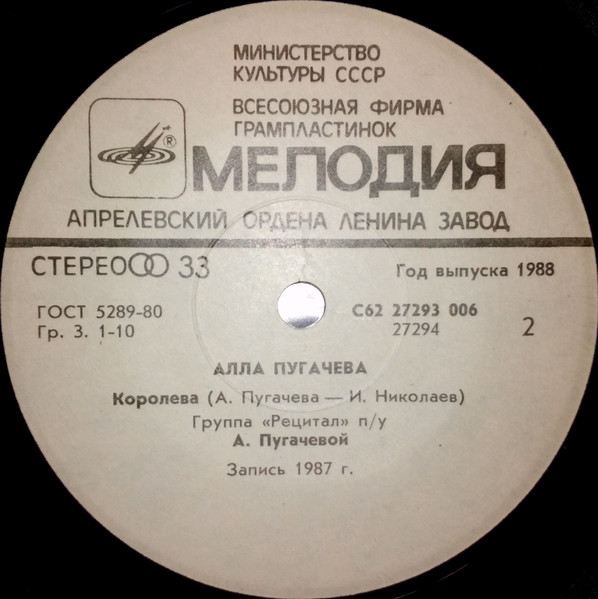 МИНИСТЕРСТВО
КУЛЬТУРЫ СССР
ВСЕСОЮЗНАЯ ФИРМА
ГРАМПЛАСТИНОК
®
МЕЛОДИЯ
АПРЕЛЕВСКИЙ ОРДЕНА ЛЕНИНА ЗАВОД
СТЕРЕО 33
Год выпуска 1988
ГОСТ 5289-80
Гр. 3. 1-10
С62 27293 006
27294
2
АЛЛА ПУГАЧЕВА
Королева (А. Пугачева — И. Николаев)
Группа «Рецитал» п/у
А. Пугачевой
Запись 1987 г.